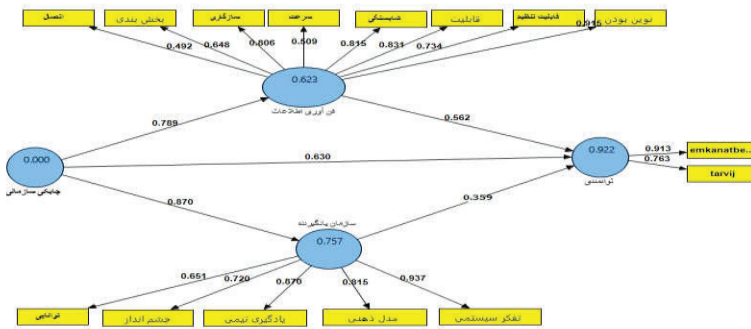 اتصال
بخش بندی
سازگاری
سرعت
شایستگی
قابلیت
قابلیت تنظیم
نوین بودن
0.492
0.648
0.806
0.509
0.815
0.831
0.734
0.915
0.623
فن آوری اطلاعات
0.789
0.562
0.000
چابکی سازمانی
0.630
0.922
توانمندی
0.913
emkanatbe...
0.763
tarvij
0.870
0.359
سازمان یادگیرنده
0.757
0.651
0.720
0.870
0.815
0.937
توانایی
چشم انداز
یادگیری تیمی
مدل ذهنی
تفکر سیستمی